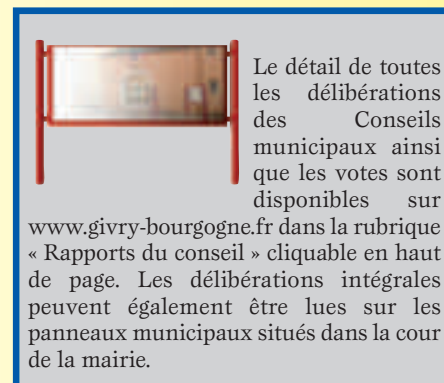 Le détail de toutes
les délibérations
des Conseils
municipaux ainsi
que les votes sont
disponibles sur
www.givry-bourgogne.fr dans la rubrique
« Rapports du conseil » cliquable en haut
de page. Les délibérations intégrales
peuvent également être lues sur les
panneaux municipaux situés dans la cour
de la mairie.